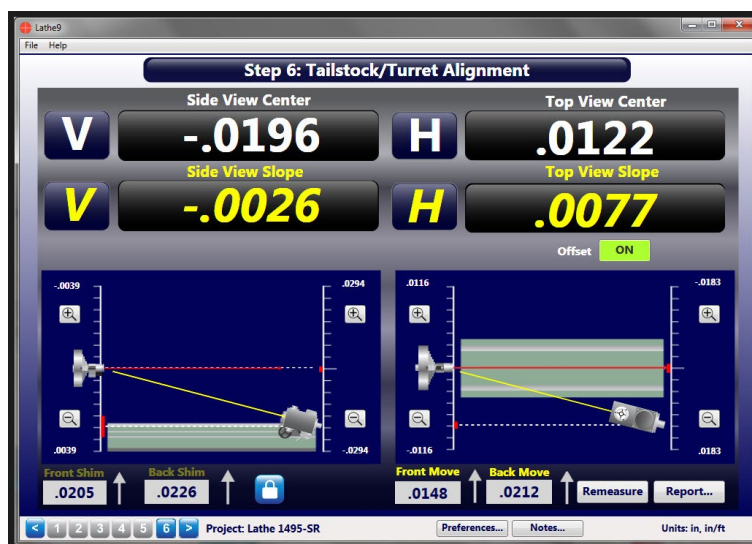 Lathe9
File Help
Step 6: Tailstock/Turret Alignment
Side View Center
Top View Center
V -.0196 H .0122
Side View Slope
Top View Slope
V -.0026 H .0077
Offset ON
-.0039 .0294 .0116 -.0183
.0039 -.0294 -.0116 .0183
Front Shim Back Shim Front Move Back Move
.0205 .0226 .0148 .0212 Remeasure Report...
< 1 2 3 4 5 6 > Project: Lathe 1495-SR Preferences... Notes... Units: in, in/ft